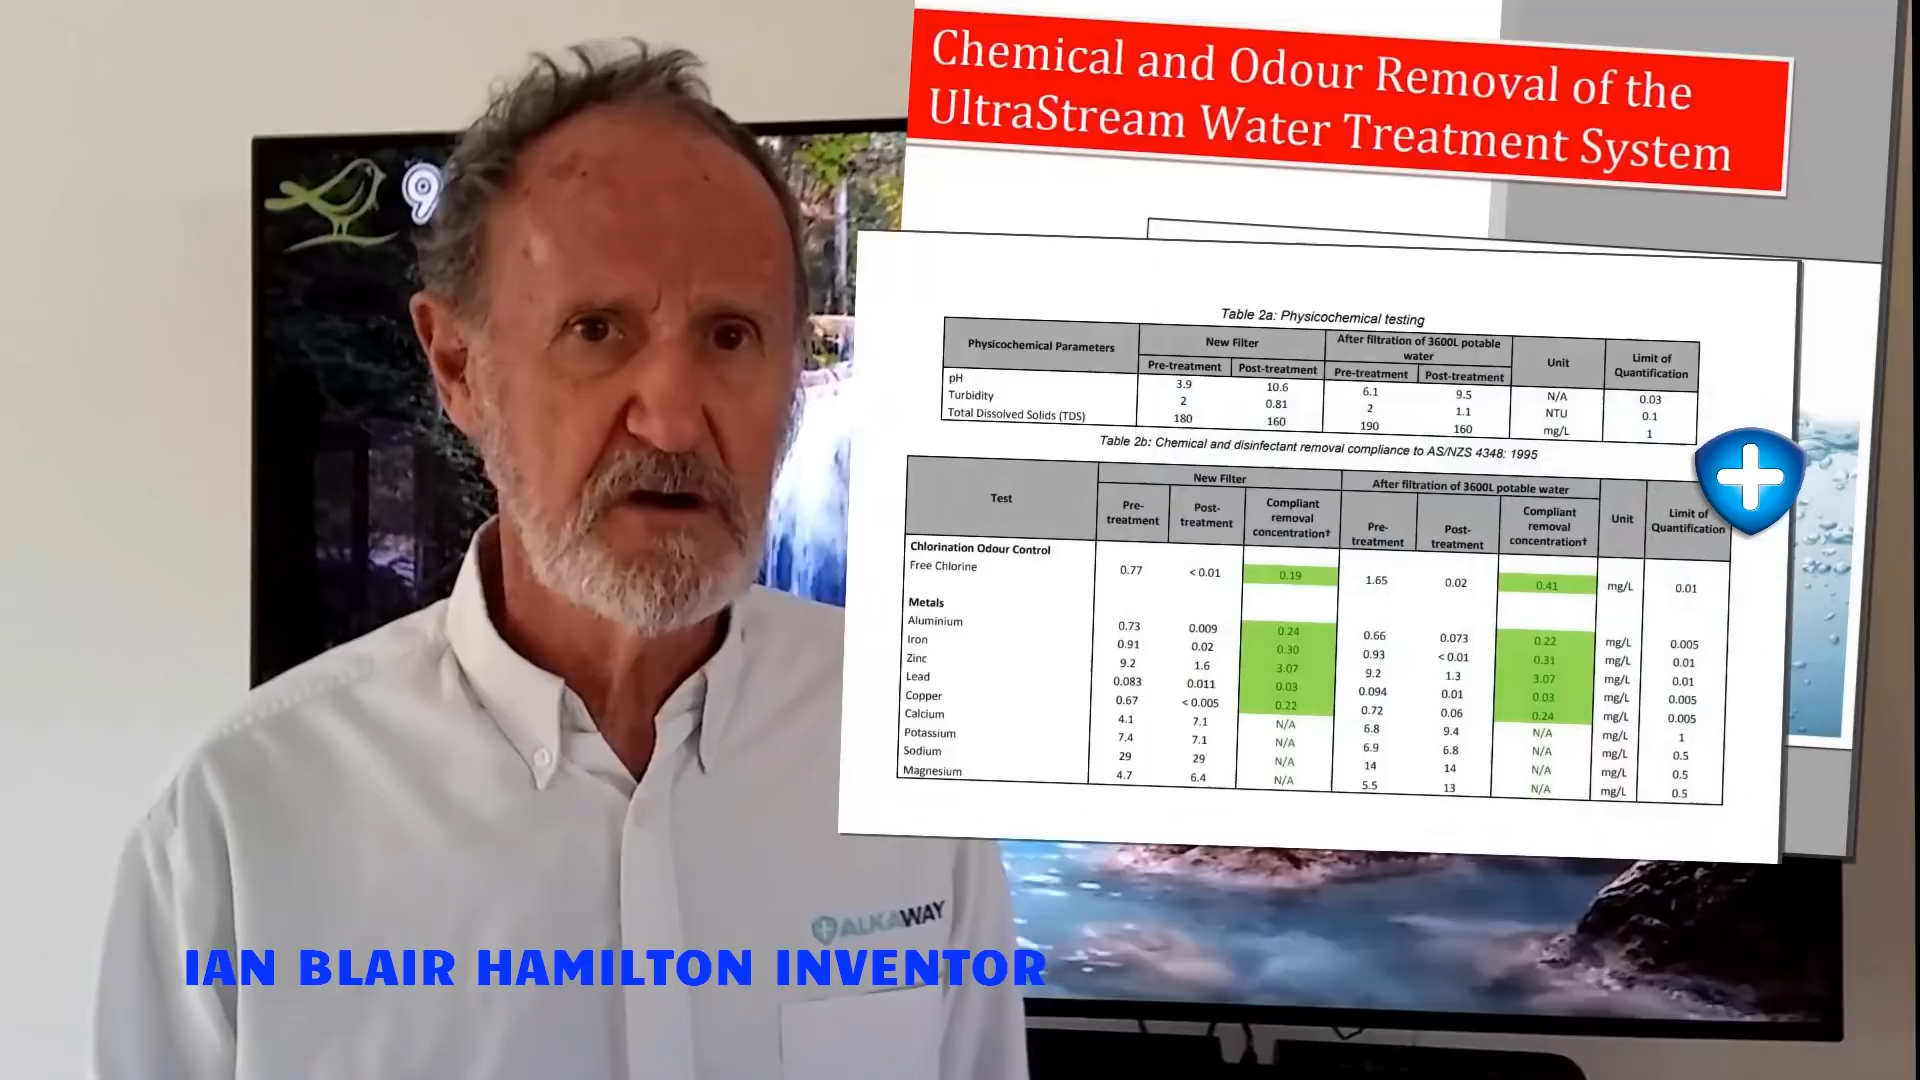 Chemical and Odour Removal of the
UltraStream Water Treatment System
9
Table 2a: Physicochemical testing
Physicochemical Parameters New Filter After filtration of 3600L potable water Unit Limit of Quantification
Pre-treatment Post-treatment Pre-treatment Post-treatment
pH 3.9 10.6 6.1 9.5 N/A 0.03
Turbidity 2 0.81 2 1.1 NTU 0.1
Total Dissolved Solids (TDS) 180 160 190 160 mg/L 1
Table 2b: Chemical and disinfectant removal compliance to AS/NZS 4348: 1995
Test New Filter After filtration of 3600L potable water Unit Limit of Quantification
Pre-treatment Post-treatment Compliant removal concentration† Pre-treatment Post-treatment Compliant removal concentration†
Chlorination Odour Control
Free Chlorine 0.77 < 0.01 0.19 1.65 0.02 0.41 mg/L 0.01
Metals
Aluminium 0.73 0.009 0.24 0.66 0.073 0.22 mg/L 0.005
Iron 0.91 0.02 0.30 0.93 < 0.01 0.31 mg/L 0.01
Zinc 9.2 1.6 3.07 9.2 1.3 3.07 mg/L 0.01
Lead 0.083 0.011 0.03 0.094 0.01 0.03 mg/L 0.005
Copper 0.67 < 0.005 0.22 0.72 0.06 0.24 mg/L 0.005
Calcium 4.1 7.1 N/A 6.8 9.4 N/A mg/L 1
Potassium 7.4 7.1 N/A 6.9 6.8 N/A mg/L 0.5
Sodium 29 29 N/A 14 14 N/A mg/L 0.5
Magnesium 4.7 6.4 N/A 5.5 13 N/A mg/L 0.5
ALKAWAY
IAN BLAIR HAMILTON INVENTOR